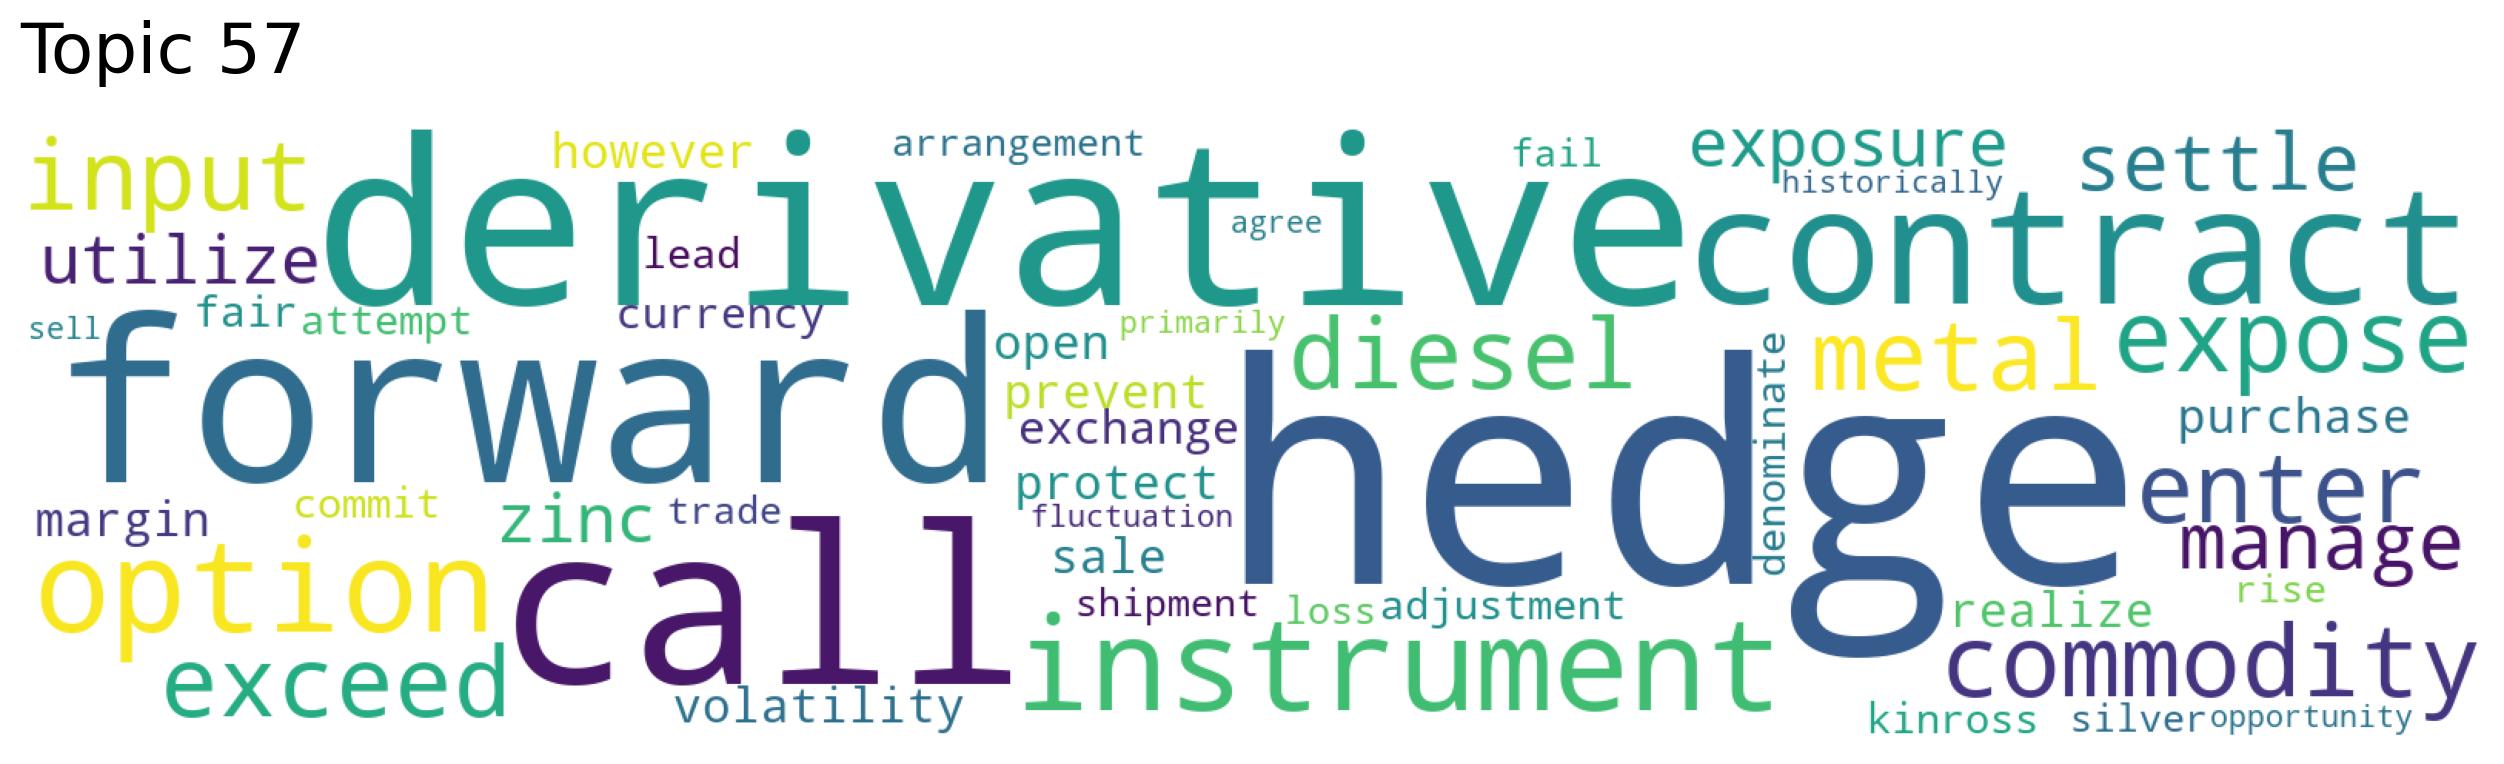 Topic 57
input
however
arrangement
fail
exposure
historically
settle
derivative
contract
agree
utilize
lead
fair
attempt
currency
sell
forward
open
primarily
diesel
metal
expose
prevent
exchange
denominate
hedge
purchase
protect
enter
margin
commit
zinc
trade
fluctuation
sale
manage
option
call
shipment
loss
adjustment
realize
rise
instrument
commodity
exceed
volatility
kinross
silver
opportunity